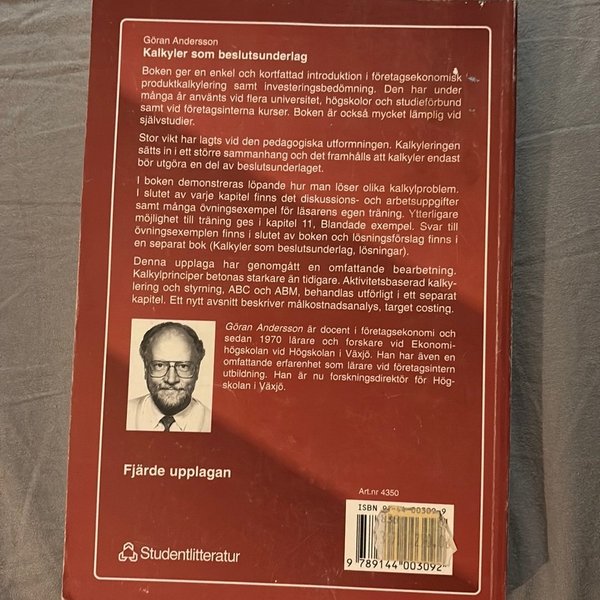 Göran Andersson
Kalkyler som beslutsunderlag
Boken ger en enkel och kortfattad introduktion i företagsekonomisk
produktkalkylering samt investeringsbedömning. Den har under
många år använts vid flera universitet, högskolor och studieförbund
samt vid företagsinterna kurser. Boken är också mycket lämplig vid
självstudier.
Stor vikt har lagts vid den pedagogiska utformningen. Kalkyleringen
sätts in i ett större sammanhang och det framhålls att kalkyler endast
bör utgöra en del av beslutsunderlaget.
I boken demonstreras löpande hur man löser olika kalkylproblem.
I slutet av varje kapitel finns det diskussions- och arbetsuppgifter
samt många övningsexempel för läsarens egen träning. Ytterligare
möjlighet till träning ges i kapitel 11, Blandade exempel. Svar till
övningsexemplen finns i slutet av boken och lösningsförslag finns i
en separat bok (Kalkyler som beslutsunderlag, lösningar).
Denna upplaga har genomgått en omfattande bearbetning.
Kalkylprinciper betonas starkare än tidigare. Aktivitetsbaserad kalky-
lering och styrning, ABC och ABM, behandlas utförligt i ett separat
kapitel. Ett nytt avsnitt beskriver målkostnadsanalys, target costing.
Göran Andersson är docent i företagsekonomi och
sedan 1970 lärare och forskare vid Ekonomi-
högskolan vid Högskolan i Växjö. Han har även en
omfattande erfarenhet som lärare vid företagsintern
utbildning. Han är nu forskningsdirektör för Hög-
skolan i Växjö.
Fjärde upplagan
Art.nr 4350
ISBN 9
9 789144 003092
Studentlitteratur